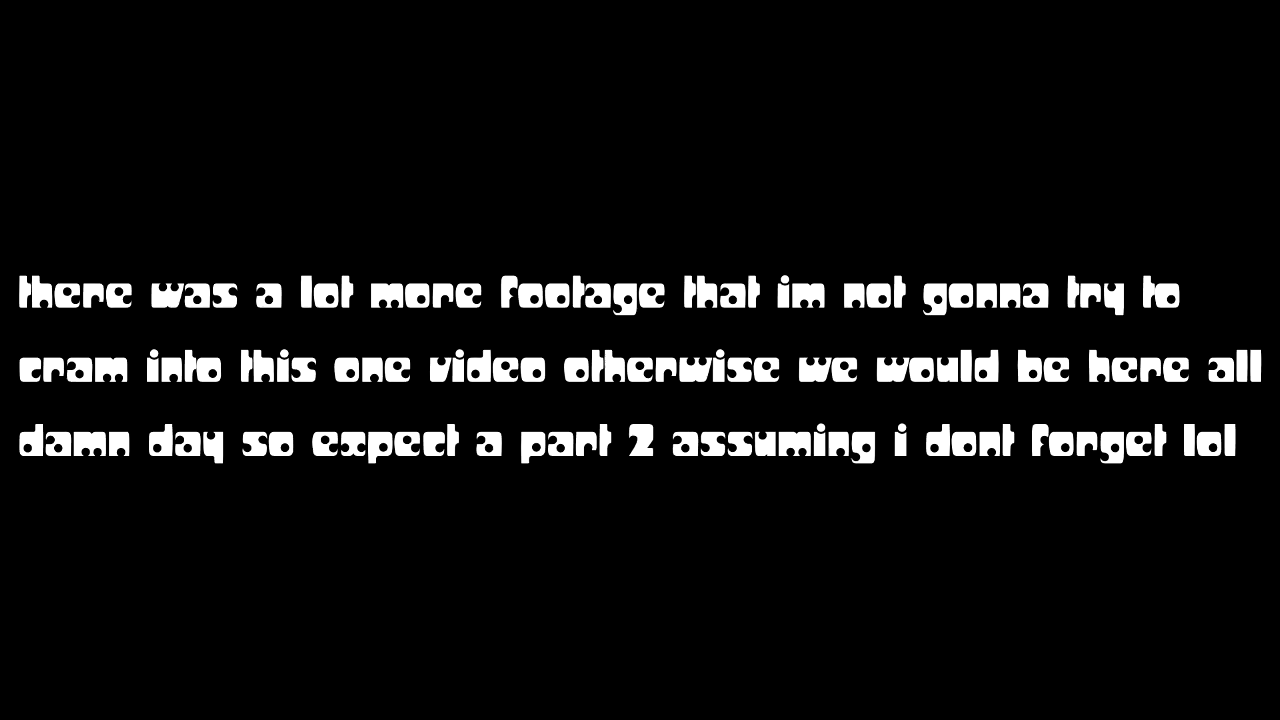 there was a lot more footage that im not gonna try to
cram into this one video otherwise we would be here all
damn day so expect a part 2 assuming i dont forget lol